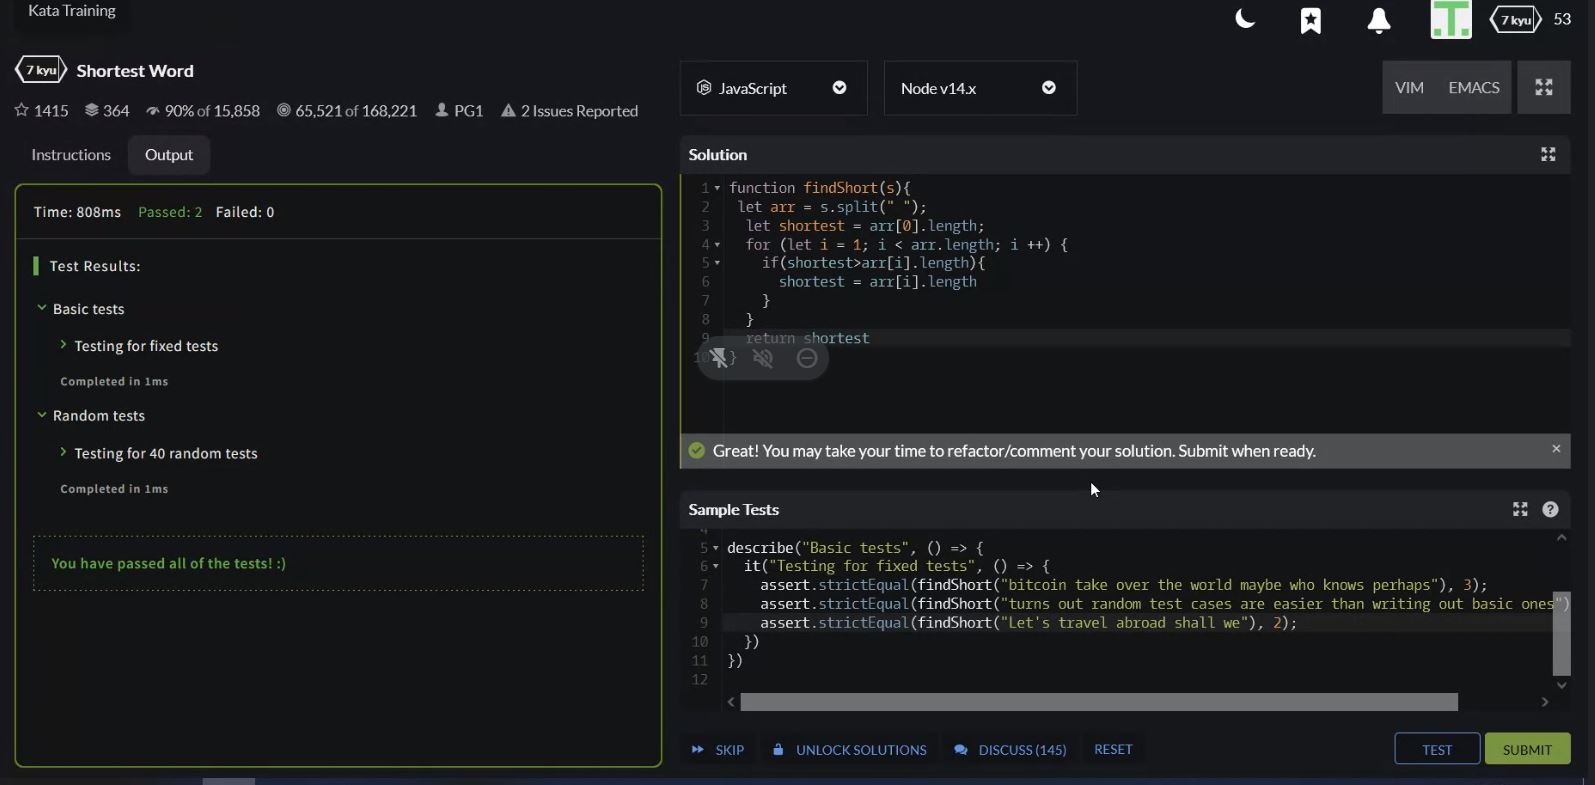 Kata Training
7 kyu 53
7 kyu Shortest Word
1415 364 90% of 15,858 65,521 of 168,221 PG1 2 Issues Reported
JavaScript Node v14.x VIM EMACS
Instructions Output
Time: 808ms Passed: 2 Failed: 0
Test Results:
Basic tests
Testing for fixed tests
Completed in 1ms
Random tests
Testing for 40 random tests
Completed in 1ms
You have passed all of the tests! :)
Solution
1 function findShort(s){
2 let arr = s.split(" ");
3 let shortest = arr[0].length;
4 for (let i = 1; i < arr.length; i ++) {
5 if(shortest>arr[i].length){
6 shortest = arr[i].length
7 }
8 }
9 return shortest
10 }
Great! You may take your time to refactor/comment your solution. Submit when ready.
Sample Tests
4
5 describe("Basic tests", () => {
6 it("Testing for fixed tests", () => {
7 assert.strictEqual(findShort("bitcoin take over the world maybe who knows perhaps"), 3);
8 assert.strictEqual(findShort("turns out random test cases are easier than writing out basic ones")
9 assert.strictEqual(findShort("Let's travel abroad shall we"), 2);
10 })
11 })
12
SKIP UNLOCK SOLUTIONS DISCUSS (145) RESET TEST SUBMIT